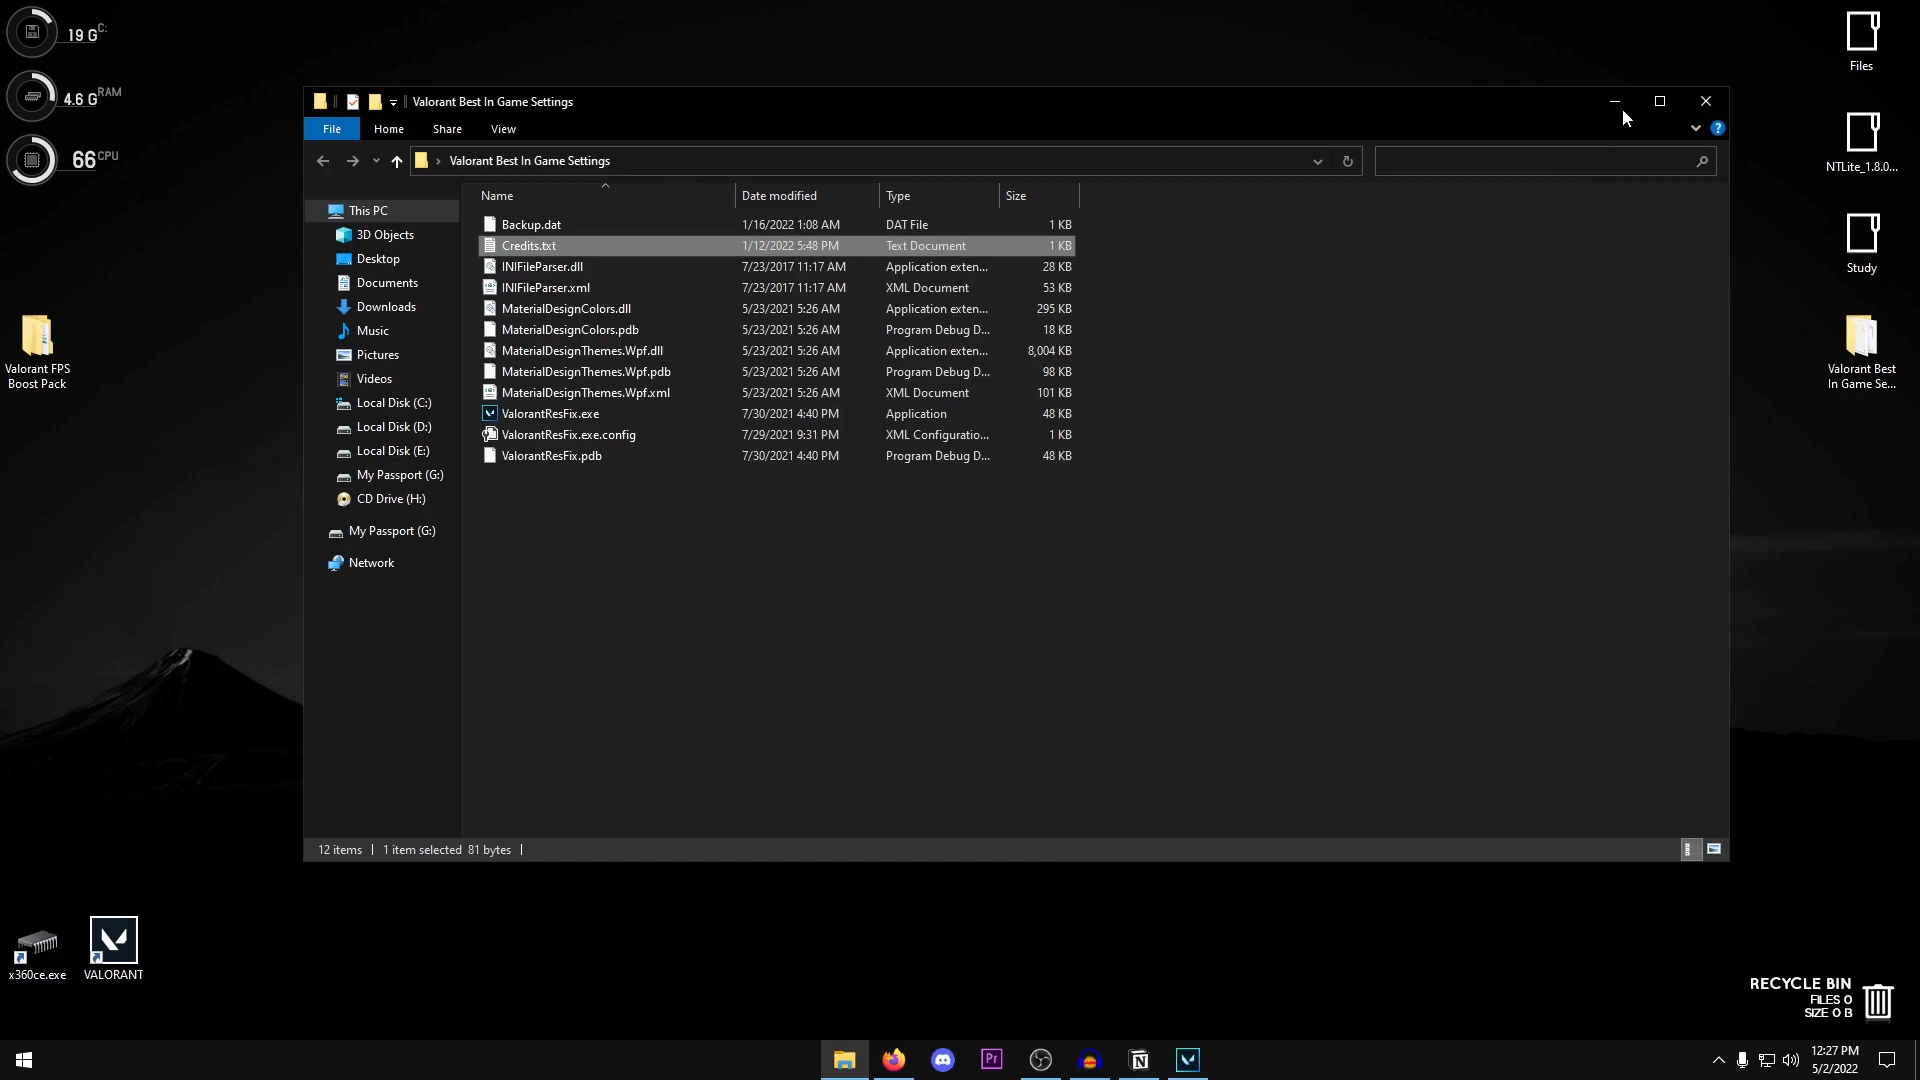 19 G C:
4.6 G RAM
66 CPU
Files
NTLite_1.8.0...
Study
Valorant Best
In Game Se...
Valorant FPS
Boost Pack
Valorant Best In Game Settings
File Home Share View
Valorant Best In Game Settings
Name Date modified Type Size
This PC
3D Objects
Desktop
Documents
Downloads
Music
Pictures
Videos
Local Disk (C:)
Local Disk (D:)
Local Disk (E:)
My Passport (G:)
CD Drive (H:)
My Passport (G:)
Network
Backup.dat 1/16/2022 1:08 AM DAT File 1 KB
Credits.txt 1/12/2022 5:48 PM Text Document 1 KB
INIFileParser.dll 7/23/2017 11:17 AM Application exten... 28 KB
INIFileParser.xml 7/23/2017 11:17 AM XML Document 53 KB
MaterialDesignColors.dll 5/23/2021 5:26 AM Application exten... 295 KB
MaterialDesignColors.pdb 5/23/2021 5:26 AM Program Debug D... 18 KB
MaterialDesignThemes.Wpf.dll 5/23/2021 5:26 AM Application exten... 8,004 KB
MaterialDesignThemes.Wpf.pdb 5/23/2021 5:26 AM Program Debug D... 98 KB
MaterialDesignThemes.Wpf.xml 5/23/2021 5:26 AM XML Document 101 KB
ValorantResFix.exe 7/30/2021 4:40 PM Application 48 KB
ValorantResFix.exe.config 7/29/2021 9:31 PM XML Configuratio... 1 KB
ValorantResFix.pdb 7/30/2021 4:40 PM Program Debug D... 48 KB
12 items 1 item selected 81 bytes
x360ce.exe
VALORANT
RECYCLE BIN
FILES 0
SIZE 0 B
Pr
12:27 PM
5/2/2022